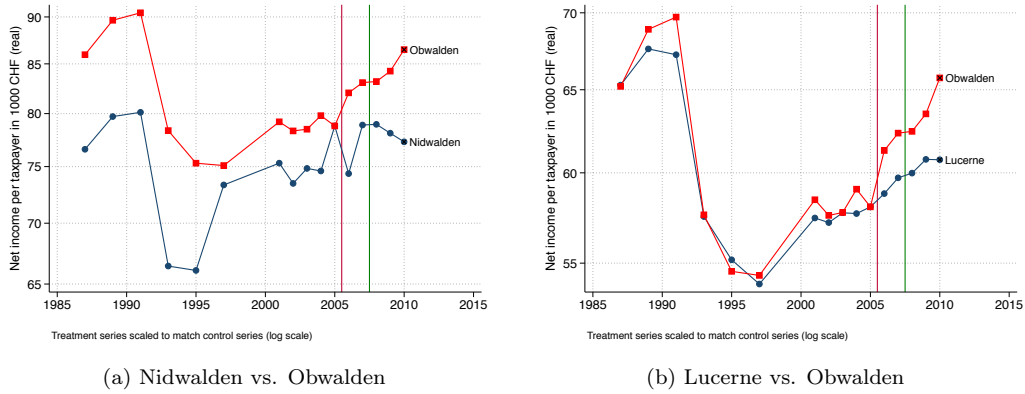 Net income per taxpayer in 1000 CHF (real)
90
85
80
75
70
65
Obwalden
Nidwalden
1985 1990 1995 2000 2005 2010 2015
Treatment series scaled to match control series (log scale)
(a) Nidwalden vs. Obwalden
Net income per taxpayer in 1000 CHF (real)
70
65
60
55
Obwalden
Lucerne
1985 1990 1995 2000 2005 2010 2015
Treatment series scaled to match control series (log scale)
(b) Lucerne vs. Obwalden